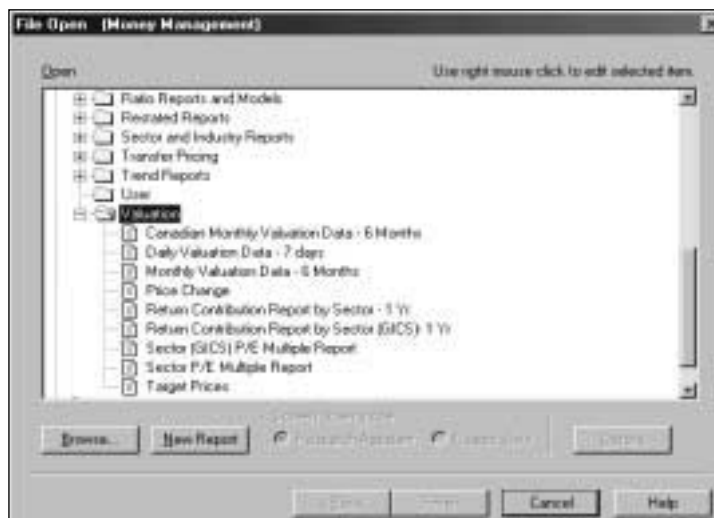 File Open (Money Management)
Open
Use right mouse click to edit selected item.
Ratio Reports and Models
Restated Reports
Sector and Industry Reports
Transfer Pricing
Trend Reports
User
Valuation
Canadian Monthly Valuation Data - 6 Months
Daily Valuation Data - 7 days
Monthly Valuation Data - 6 Months
Price Change
Return Contribution Report by Sector - 1 Yr
Return Contribution Report by Sector (GICS)- 1 Yr
Sector (GICS) P/E Multiple Report
Sector P/E Multiple Report
Target Prices
Browse...
New Report
Cancel
Help